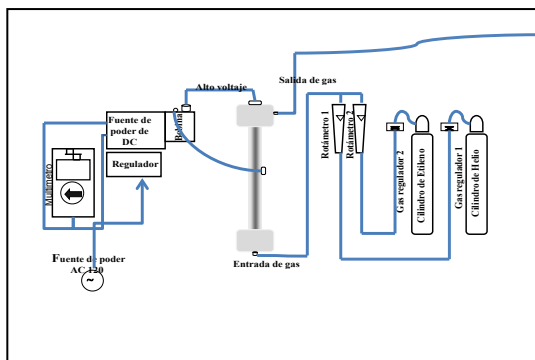 Alto voltaje
Salida de gas
Fuente de
poder de
DC
Bobina
Regulador
Multímetro
Fuente de poder
AC 120
~
Entrada de gas
Rotámetro 1
Rotámetro 2
Gas regulador 2
Cilindro de Etileno
Gas regulador 1
Cilindro de Helio